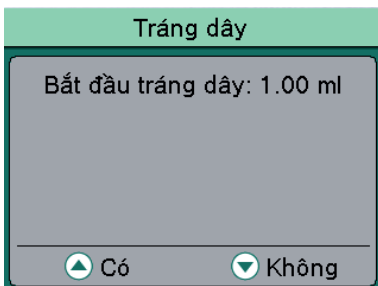 Tráng dây
Bắt đầu tráng dây: 1.00 ml
Có Không